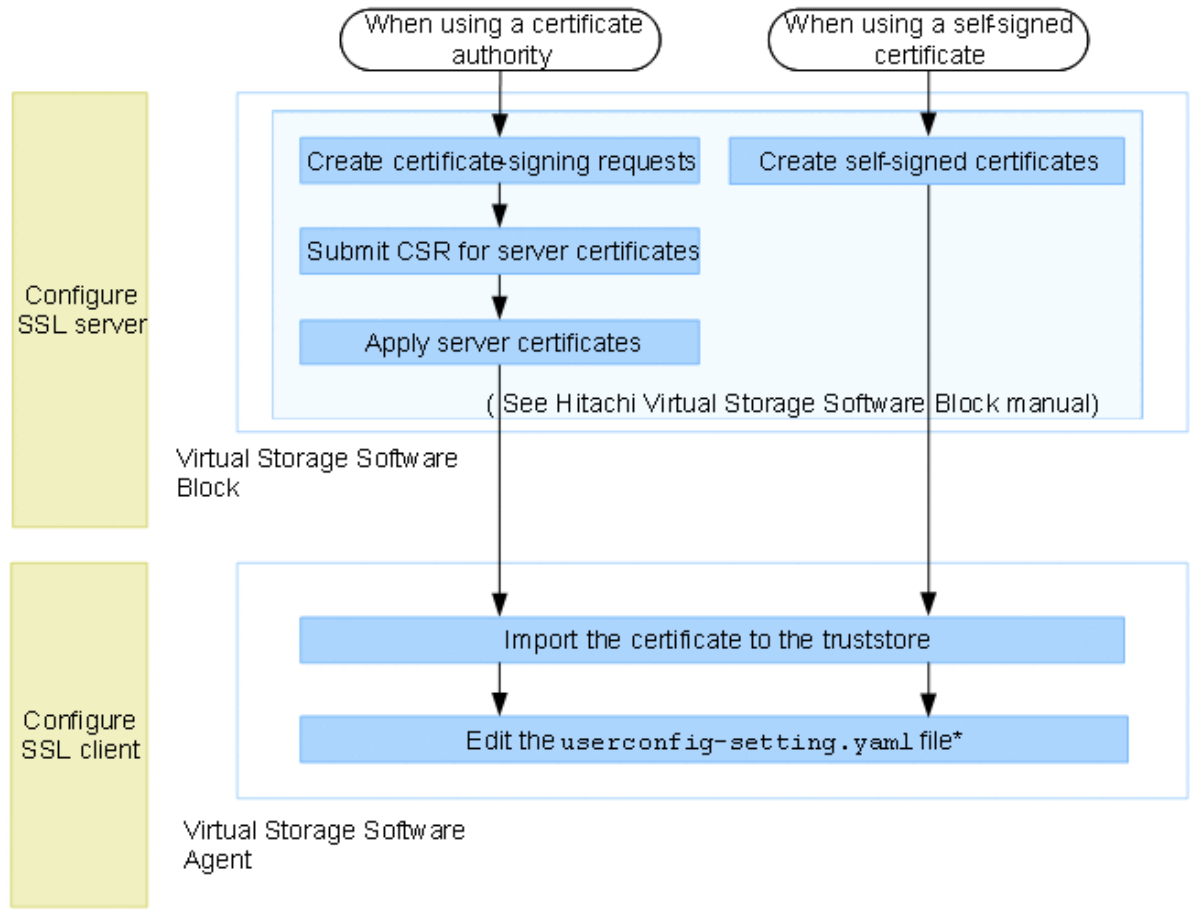 When using a certificate
authority
When using a self-signed
certificate
Create certificate-signing requests
Create self-signed certificates
Submit CSR for server certificates
Configure
SSL server
Apply server certificates
( See Hitachi Virtual Storage Software Block manual)
Virtual Storage Software
Block
Import the certificate to the truststore
Configure
SSL client
Edit the userconfig-setting.yaml file*
Virtual Storage Software
Agent